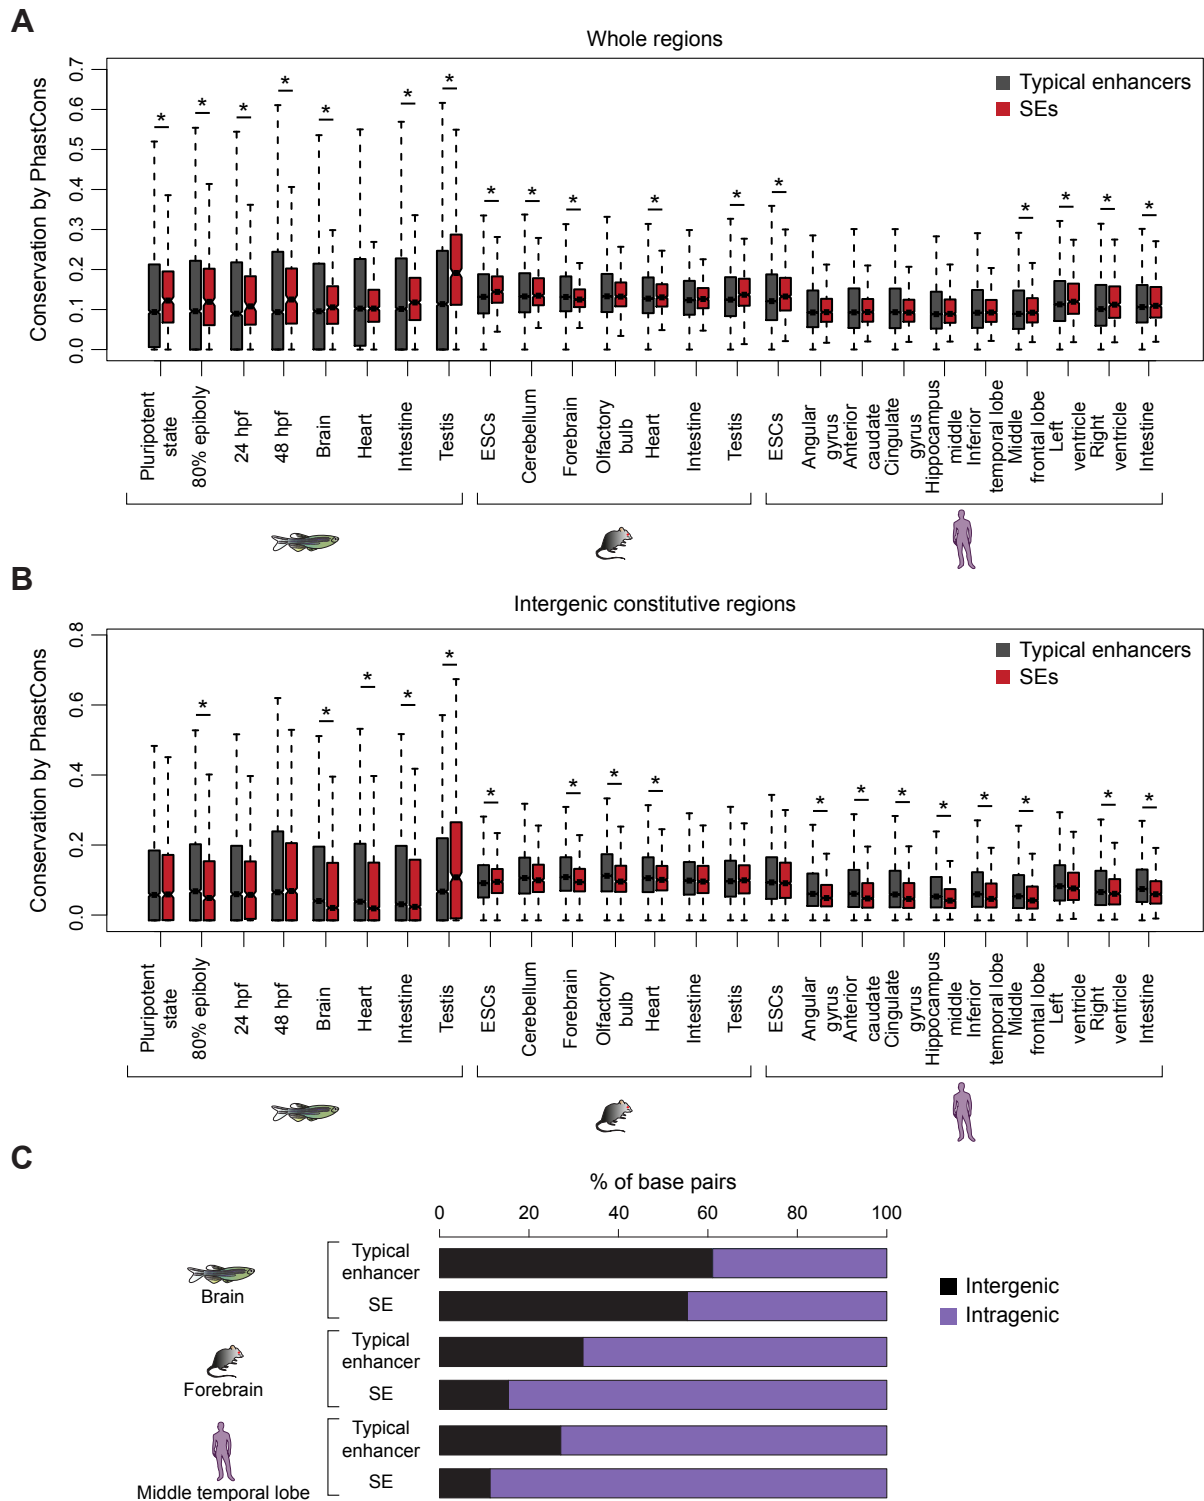 A
Whole regions
Conservation by PhastCons
0.7
0.6
0.5
0.4
0.3
0.2
0.1
0.0
Typical enhancers
SEs
* * * * * * * * * * * * * * * * *
Pluripotent
state
80% epiboly
24 hpf
48 hpf
Brain
Heart
Intestine
Testis
ESCs
Cerebellum
Forebrain
Olfactory
bulb
Heart
Intestine
Testis
ESCs
Angular
gyrus
Anterior
caudate
Cingulate
gyrus
Hippocampus
middle
Inferior
temporal lobe
Middle
frontal lobe
Left
ventricle
Right
ventricle
Intestine
B
Intergenic constitutive regions
Conservation by PhastCons
0.8
0.6
0.4
0.2
0.0
Typical enhancers
SEs
* * * * * * * * * * * * * * * * *
Pluripotent
state
80% epiboly
24 hpf
48 hpf
Brain
Heart
Intestine
Testis
ESCs
Cerebellum
Forebrain
Olfactory
bulb
Heart
Intestine
Testis
ESCs
Angular
gyrus
Anterior
caudate
Cingulate
gyrus
Hippocampus
middle
Inferior
temporal lobe
Middle
frontal lobe
Left
ventricle
Right
ventricle
Intestine
C
% of base pairs
0 20 40 60 80 100
Brain
Typical
enhancer
SE
Forebrain
Typical
enhancer
SE
Middle temporal lobe
Typical
enhancer
SE
Intergenic
Intragenic